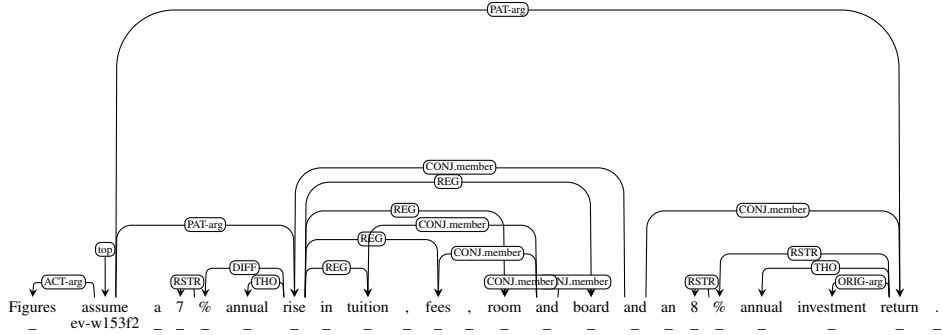 PAT-arg
CONJ.member
REG
REG CONJ.member
PAT-arg CONJ.member
top REG CONJ.member RSTR
DIFF REG THO
ACT-arg RSTR THO CONJ.member NJ.member RSTR ORIG-arg
Figures assume a 7 % annual rise in tuition , fees , room and board and an 8 % annual investment return .
_ ev-w153f2 _ _ _ _ _ _ _ _ _ _ _ _ _ _ _ _ _ _ _ _ _